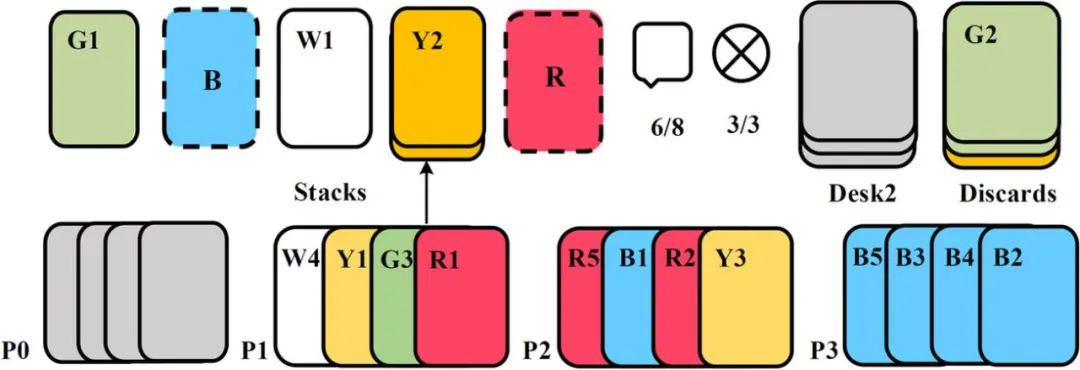 G1 B W1 Y2 R G2
6/8 3/3
Stacks Desk2 Discards
P0 P1 W4 Y1 G3 R1 P2 R5 B1 R2 Y3 P3 B5 B3 B4 B2